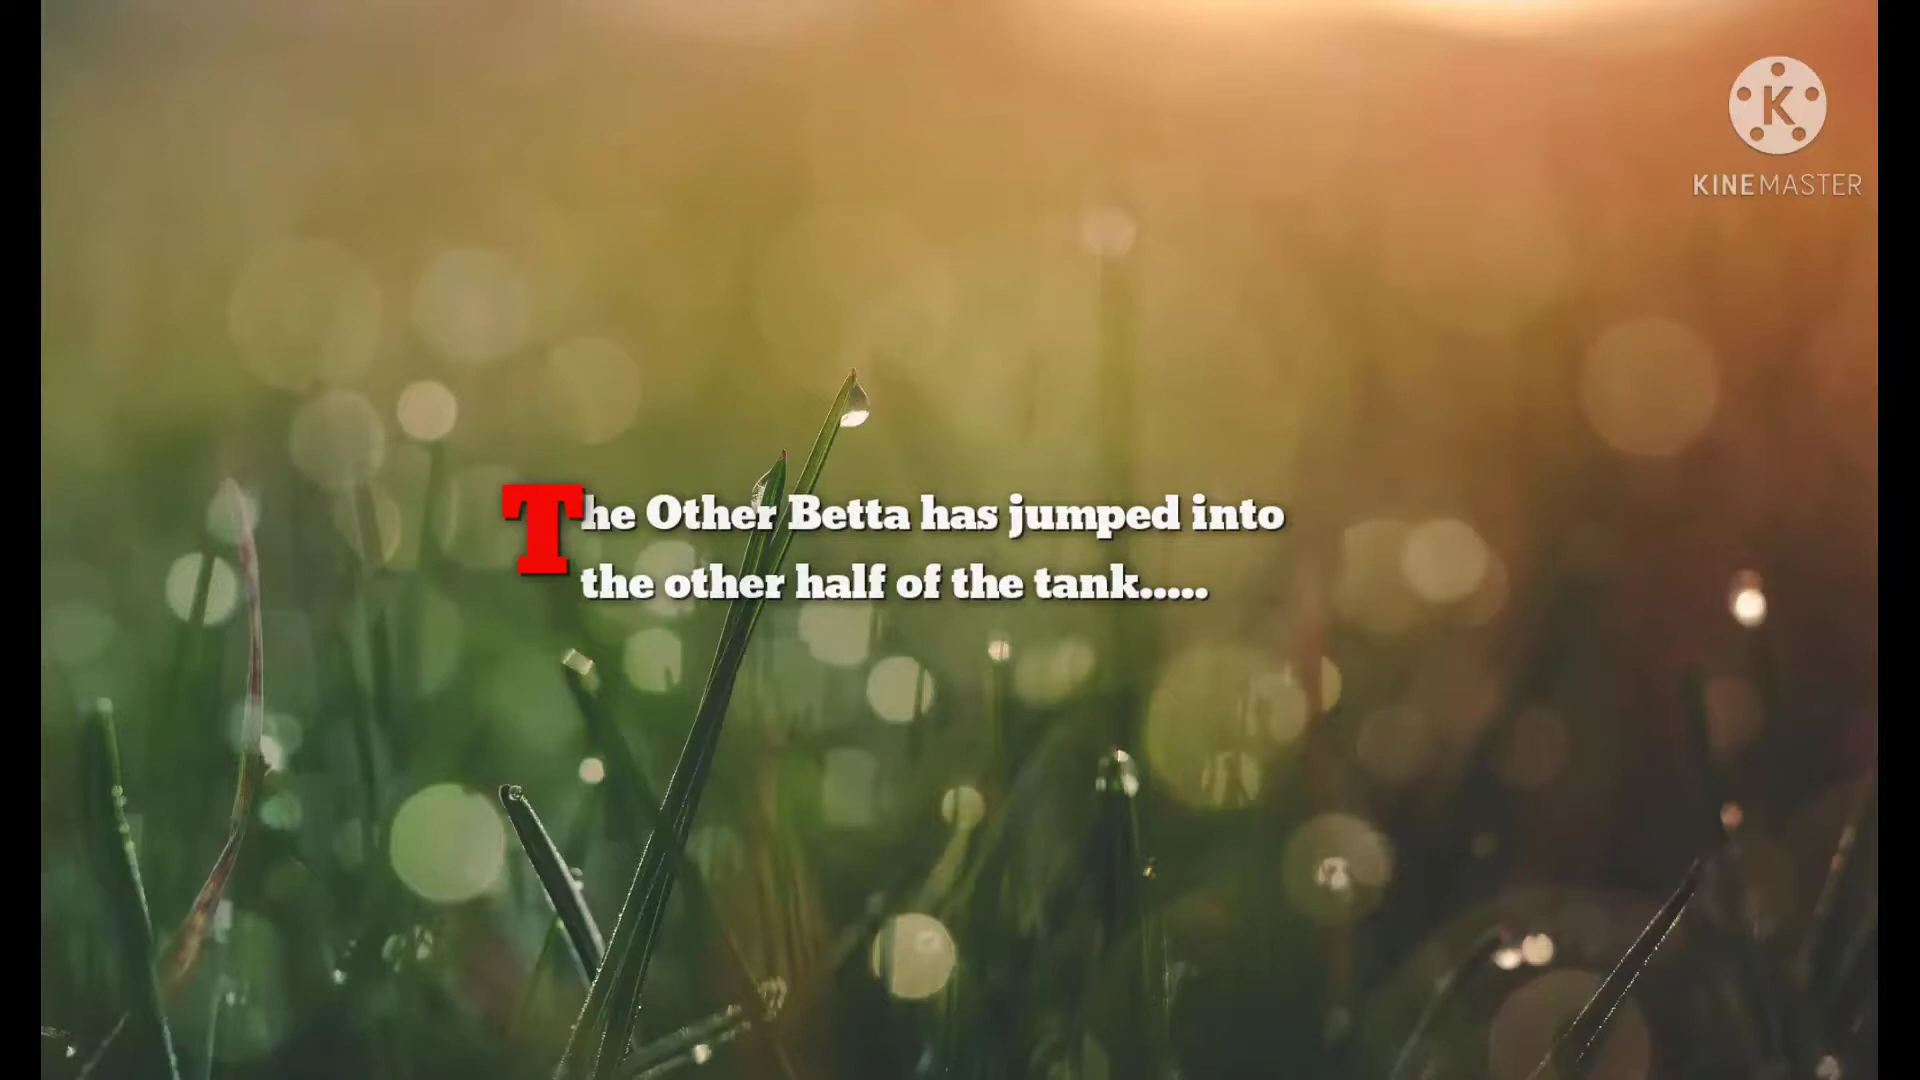 K
KINEMASTER
The Other Betta has jumped into
the other half of the tank.....